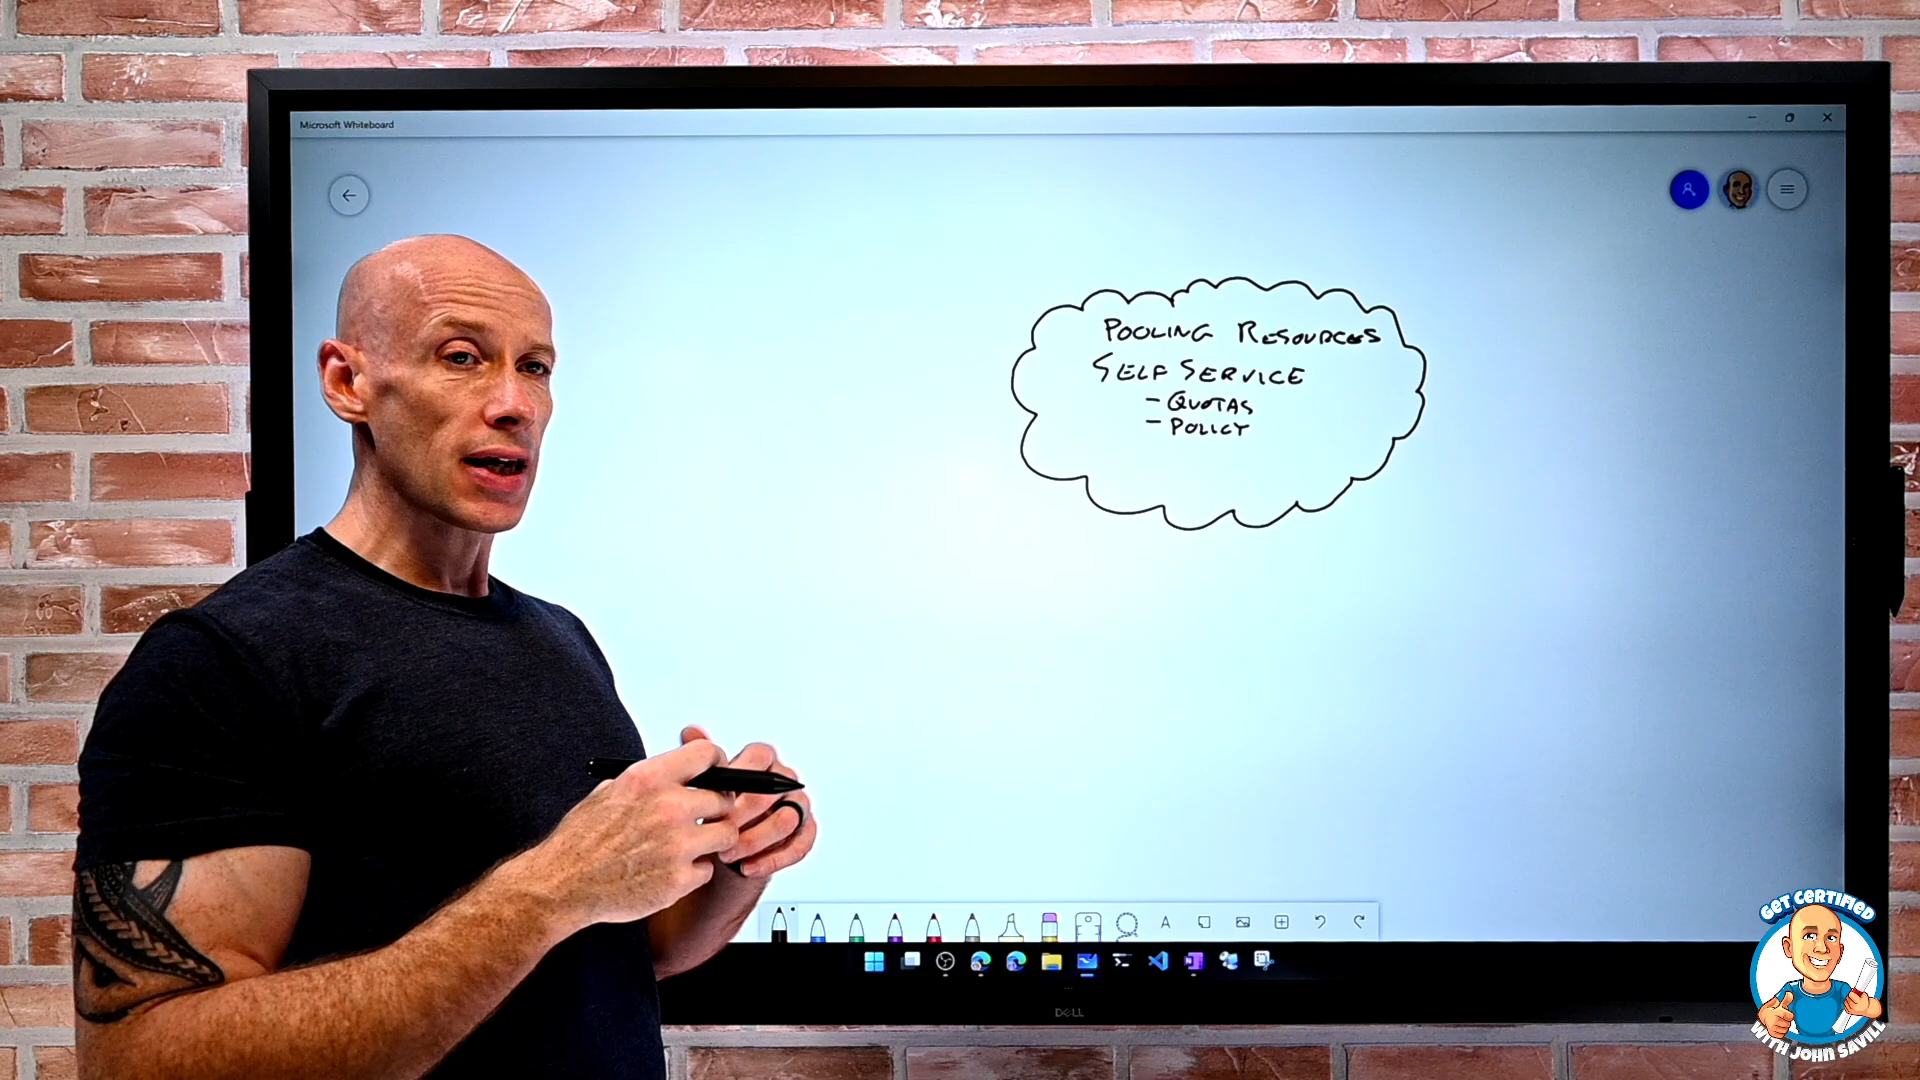 Microsoft Whiteboard
POOLING RESOURCES
SELF SERVICE
- QUOTAS
- POLICY
DELL
GET CERTIFIED
WITH JOHN SAVILL